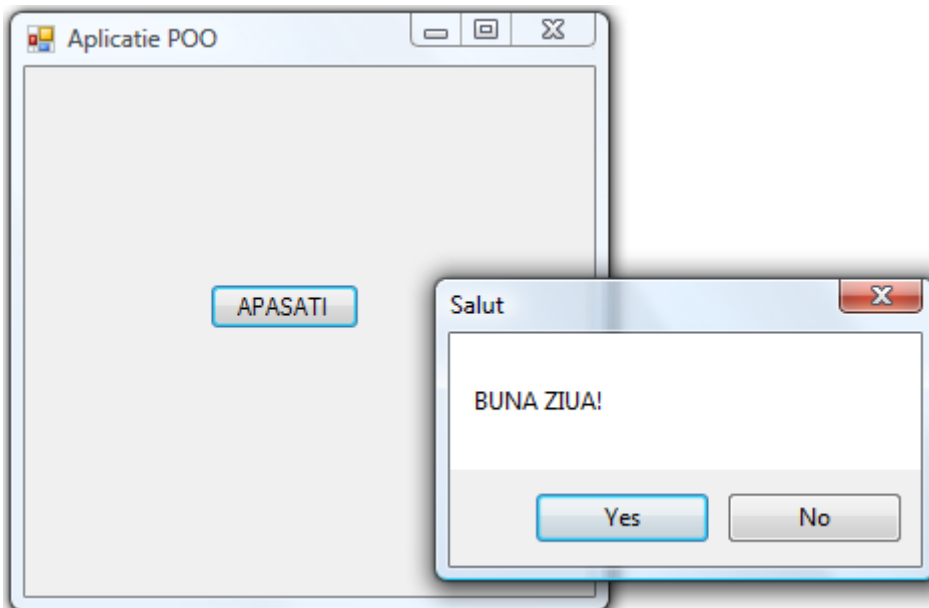 Aplicatie POO
APASATI
Salut
BUNA ZIUA!
Yes
No